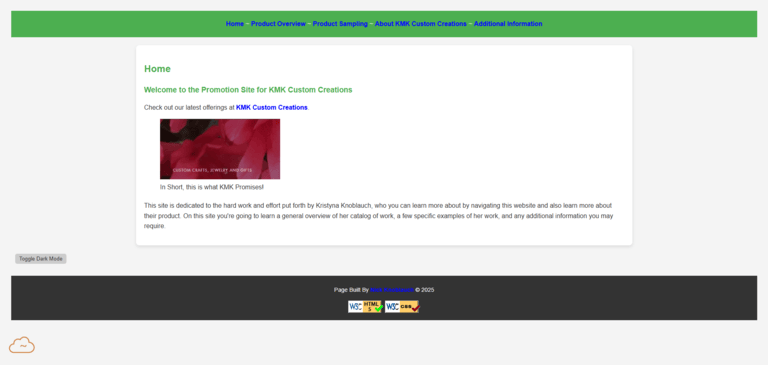 Home ~ Product Overview ~ Product Sampling ~ About KMK Custom Creations ~ Additional Information
Home
Welcome to the Promotion Site for KMK Custom Creations
Check out our latest offerings at KMK Custom Creations.
CUSTOM CRAFTS, JEWELRY AND GIFTS
In Short, this is what KMK Promises!
This site is dedicated to the hard work and effort put forth by Kristyna Knoblauch, who you can learn more about by navigating this website and also learn more about
their product. On this site you're going to learn a general overview of her catalog of work, a few specific examples of her work, and any additional information you may
require.
Toggle Dark Mode
Page Built By © 2025
W3C HTML 5 W3C css
~